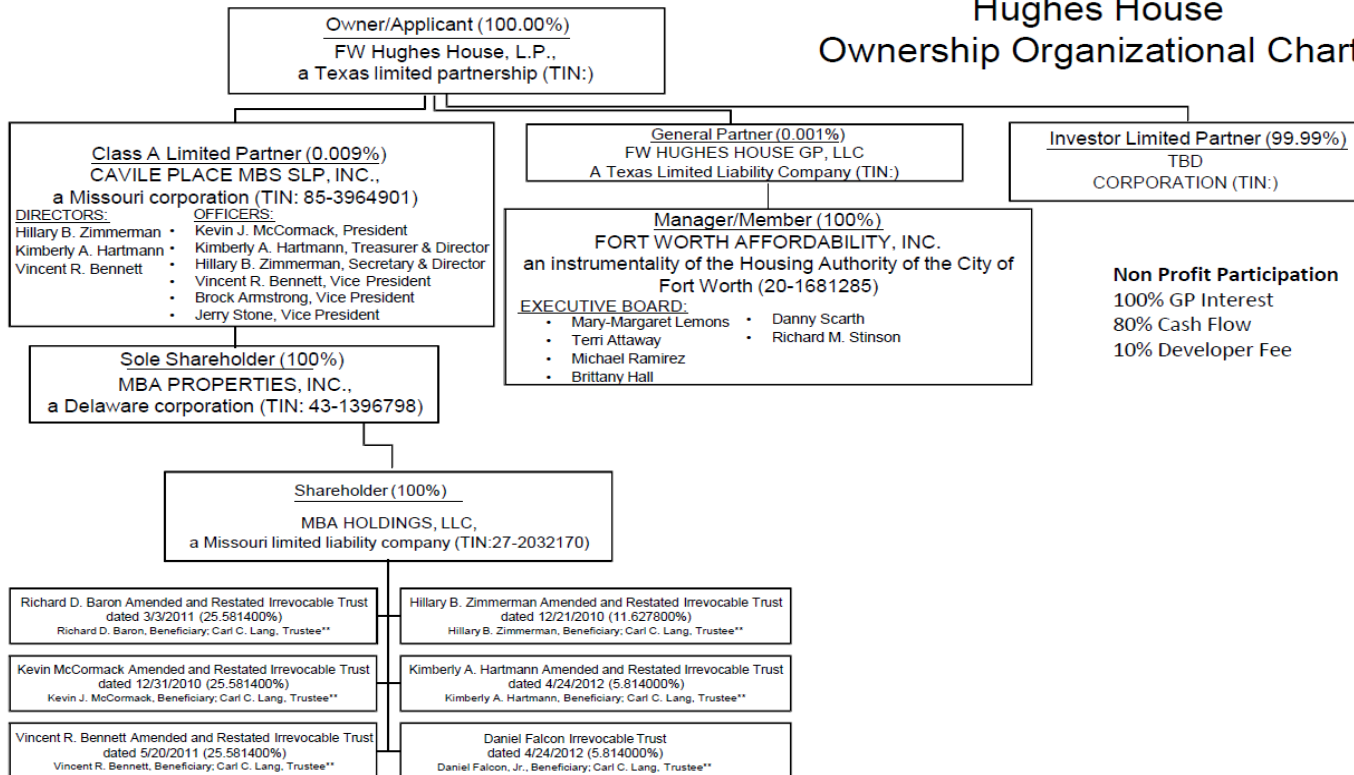 Hughes House
Ownership Organizational Chart
Owner/Applicant (100.00%)
FW Hughes House, L.P.,
a Texas limited partnership (TIN:)
Class A Limited Partner (0.009%)
CAVILE PLACE MBS SLP, INC.,
a Missouri corporation (TIN: 85-3964901)
DIRECTORS:
Hillary B. Zimmerman
Kimberly A. Hartmann
Vincent R. Bennett
OFFICERS:
• Kevin J. McCormack, President
• Kimberly A. Hartmann, Treasurer & Director
• Hillary B. Zimmerman, Secretary & Director
• Vincent R. Bennett, Vice President
• Brock Armstrong, Vice President
• Jerry Stone, Vice President
General Partner (0.001%)
FW HUGHES HOUSE GP, LLC
A Texas Limited Liability Company (TIN:)
Investor Limited Partner (99.99%)
TBD
CORPORATION (TIN:)
Manager/Member (100%)
FORT WORTH AFFORDABILITY, INC.
an instrumentality of the Housing Authority of the City of
Fort Worth (20-1681285)
EXECUTIVE BOARD:
• Mary-Margaret Lemons
• Terri Attaway
• Michael Ramirez
• Brittany Hall
• Danny Scarth
• Richard M. Stinson
Non Profit Participation
100% GP Interest
80% Cash Flow
10% Developer Fee
Sole Shareholder (100%)
MBA PROPERTIES, INC.,
a Delaware corporation (TIN: 43-1396798)
Shareholder (100%)
MBA HOLDINGS, LLC,
a Missouri limited liability company (TIN:27-2032170)
Richard D. Baron Amended and Restated Irrevocable Trust
dated 3/3/2011 (25.581400%)
Richard D. Baron, Beneficiary; Carl C. Lang, Trustee**
Hillary B. Zimmerman Amended and Restated Irrevocable Trust
dated 12/21/2010 (11.627800%)
Hillary B. Zimmerman, Beneficiary; Carl C. Lang, Trustee**
Kevin McCormack Amended and Restated Irrevocable Trust
dated 12/31/2010 (25.581400%)
Kevin J. McCormack, Beneficiary; Carl C. Lang, Trustee**
Kimberly A. Hartmann Amended and Restated Irrevocable Trust
dated 4/24/2012 (5.814000%)
Kimberly A. Hartmann, Beneficiary; Carl C. Lang, Trustee**
Vincent R. Bennett Amended and Restated Irrevocable Trust
dated 5/20/2011 (25.581400%)
Vincent R. Bennett, Beneficiary; Carl C. Lang, Trustee**
Daniel Falcon Irrevocable Trust
dated 4/24/2012 (5.814000%)
Daniel Falcon, Jr., Beneficiary; Carl C. Lang, Trustee**